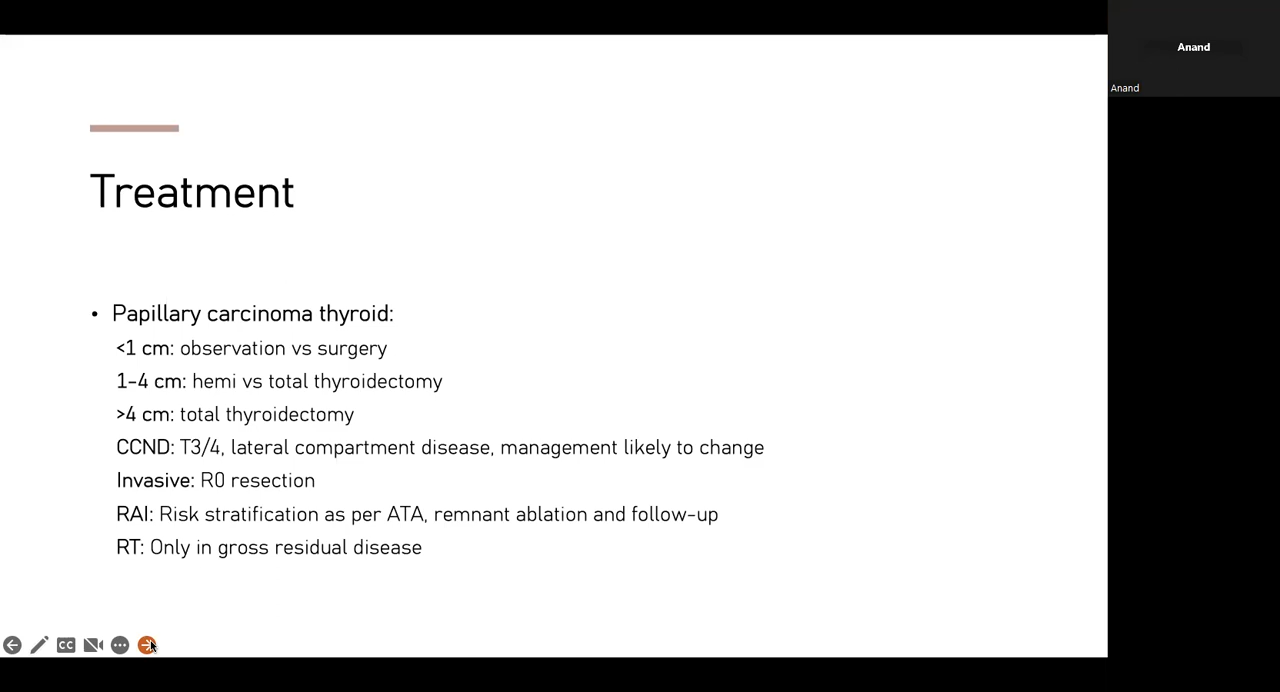 Anand
Anand
Treatment
• Papillary carcinoma thyroid:
<1 cm: observation vs surgery
1-4 cm: hemi vs total thyroidectomy
>4 cm: total thyroidectomy
CCND: T3/4, lateral compartment disease, management likely to change
Invasive: R0 resection
RAI: Risk stratification as per ATA, remnant ablation and follow-up
RT: Only in gross residual disease
CC